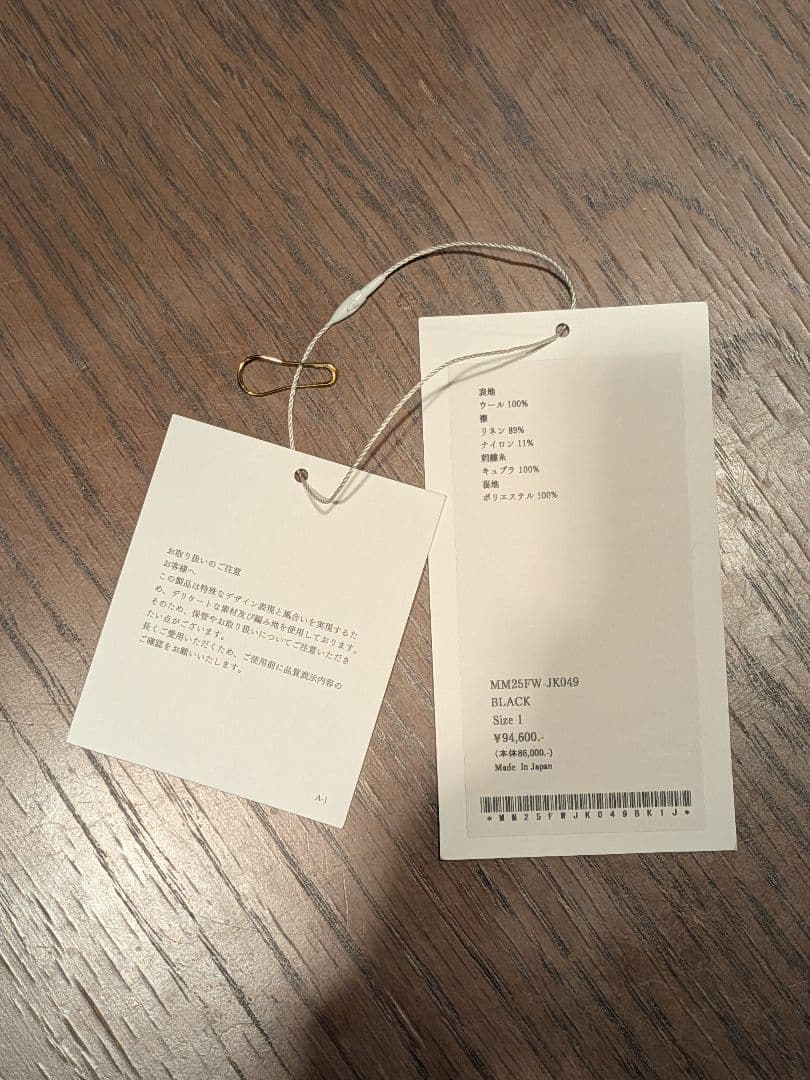 お取り扱いのご注意
お客様へ
この製品は特殊なデザイン表現と風合いを実現するた
め、デリケートな素材及び編み地を使用しております。
そのため、保管やお取り扱いについてご注意いただき
たい点がございます。
長くご愛用いただくため、ご使用前に品質表示内容の
ご確認をお願いいたします。
A-1
表地
ウール 100%
襟
リネン 89%
ナイロン 11%
刺繍糸
キュプラ 100%
裏地
ポリエステル 100%
MM25FW-JK049
BLACK
Size 1
¥94,600.-
(本体86,000.-)
Made In Japan
*MM25FWJK049BK1J*